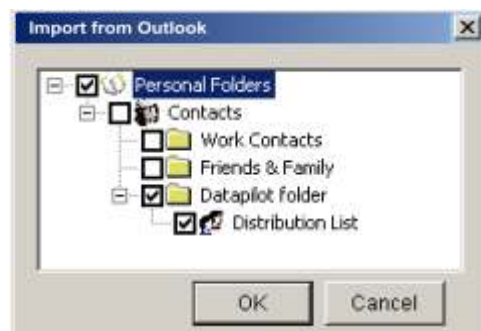 Import from Outlook
Personal Folders
Contacts
Work Contacts
Friends & Family
Datapilot folder
Distribution List
OK Cancel